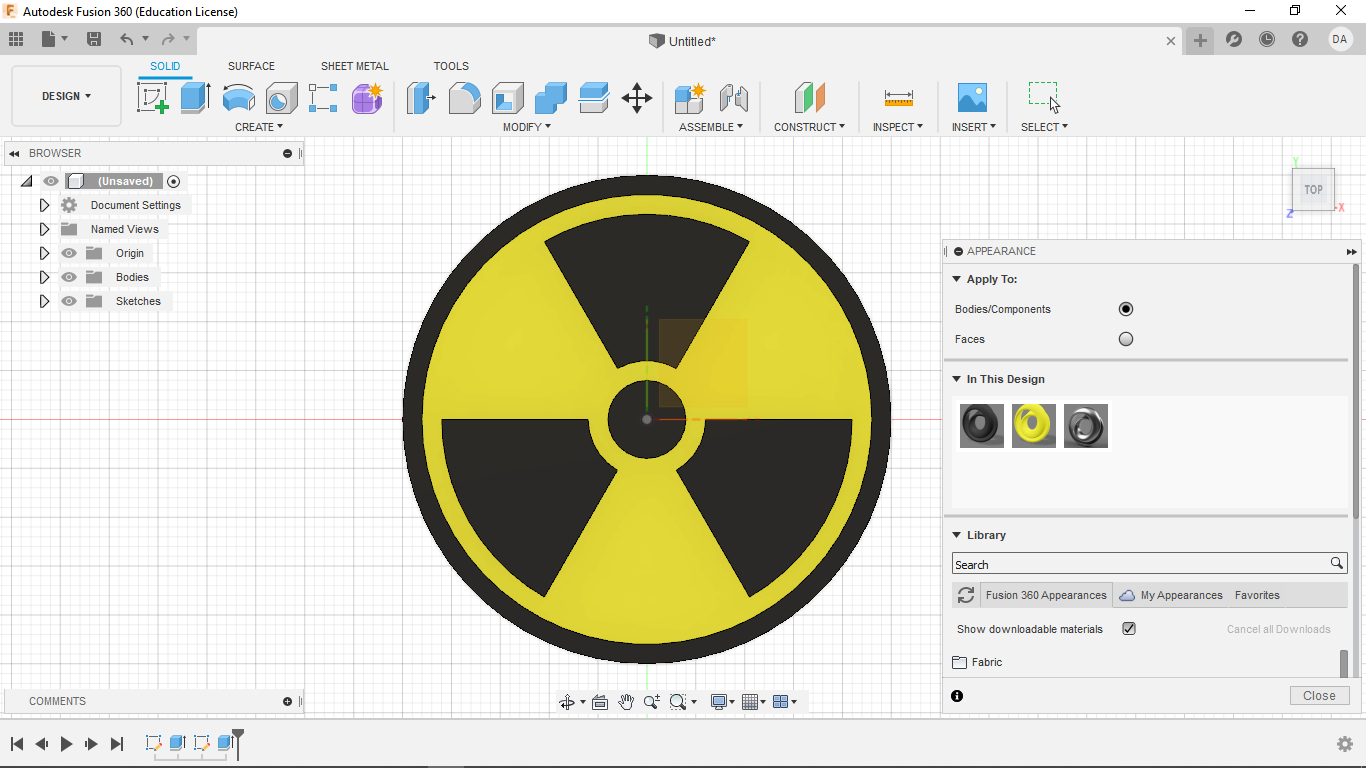 Autodesk Fusion 360 (Education License)
Untitled*
DA
SOLID SURFACE SHEET METAL TOOLS
DESIGN
CREATE MODIFY ASSEMBLE CONSTRUCT INSPECT INSERT SELECT
BROWSER
(Unsaved)
Document Settings
Named Views
Origin
Bodies
Sketches
Y
TOP
Z X
APPEARANCE
Apply To:
Bodies/Components
Faces
In This Design
Library
Search
Fusion 360 Appearances My Appearances Favorites
Show downloadable materials Cancel all Downloads
Fabric
Close
COMMENTS